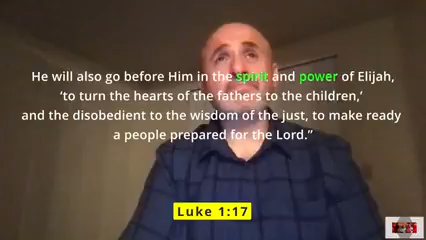 He will also go before Him in the spirit and power of Elijah,
‘to turn the hearts of the fathers to the children,’
and the disobedient to the wisdom of the just, to make ready
a people prepared for the Lord.”
Luke 1:17